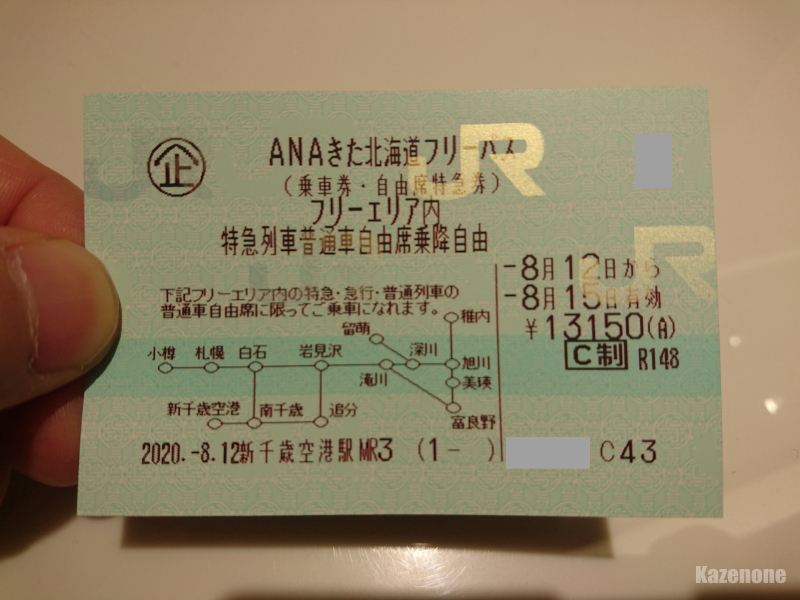 企 ANAきた北海道フリーパス
(乗車券・自由席特急券)
フリーエリア内
特急列車普通車自由席乗降自由
-8月12日から
-8月15日有効
¥13150(A)
C制 R148
下記フリーエリア内の特急・急行・普通列車の
普通車自由席に限ってご乗車になれます。
稚内
留萌
小樽 札幌 白石 岩見沢 深川 旭川
滝川 美瑛
新千歳空港 南千歳 追分 富良野
2020.-8.12新千歳空港駅MR3 (1- ) C43
JR
JR
Kazenone